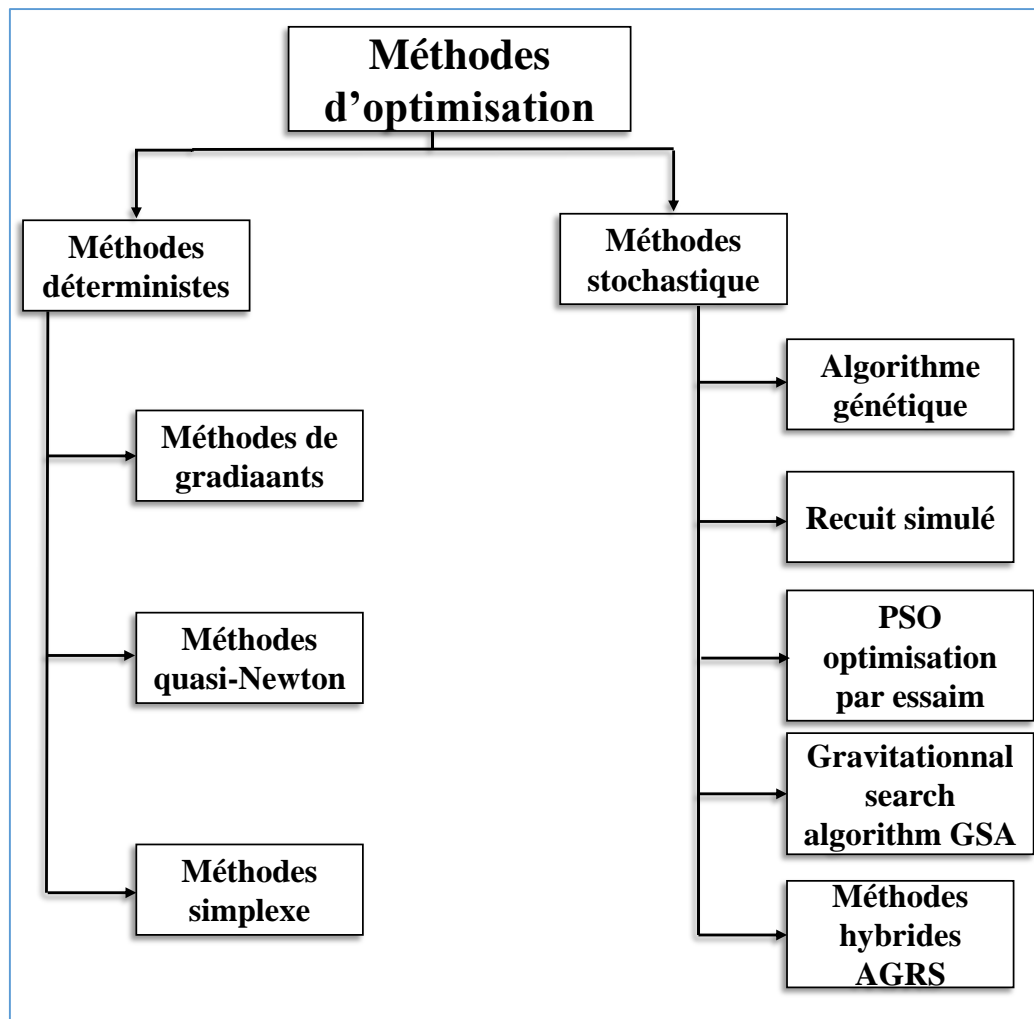 Méthodes
d’optimisation
Méthodes
déterministes
Méthodes
stochastique
Méthodes de
gradiaants
Méthodes
quasi-Newton
Méthodes
simplexe
Algorithme
génétique
Recuit simulé
PSO
optimisation
par essaim
Gravitationnal
search
algorithm GSA
Méthodes
hybrides
AGRS